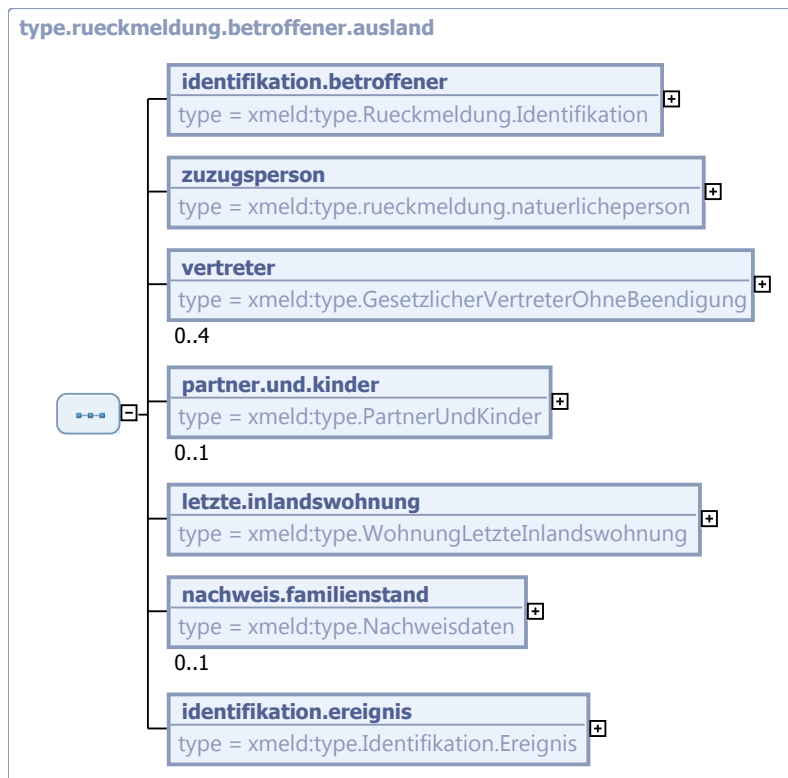 type.rueckmeldung.betroffener.ausland
identifikation.betroffener
type = xmeld:type.Rueckmeldung.Identifikation
zuzugsperson
type = xmeld:type.rueckmeldung.natuerlicheperson
vertreter
type = xmeld:type.GesetzlicherVertreterOhneBeendigung
0..4
partner.und.kinder
type = xmeld:type.PartnerUndKinder
0..1
letzte.inlandswohnung
type = xmeld:type.WohnungLetzteInlandswohnung
nachweis.familienstand
type = xmeld:type.Nachweisdaten
0..1
identifikation.ereignis
type = xmeld:type.Identifikation.Ereignis